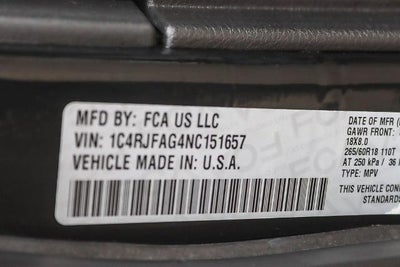 MFD BY: FCA US LLC
VIN: 1C4RJFAG4NC151657
VEHICLE MADE IN: U.S.A.
DATE OF MFR
GAWR FRONT:
18X8.0
265/60R18 110T
AT 250 kPa / 36
TYPE: MPV
THIS VEHICLE
STANDARDS